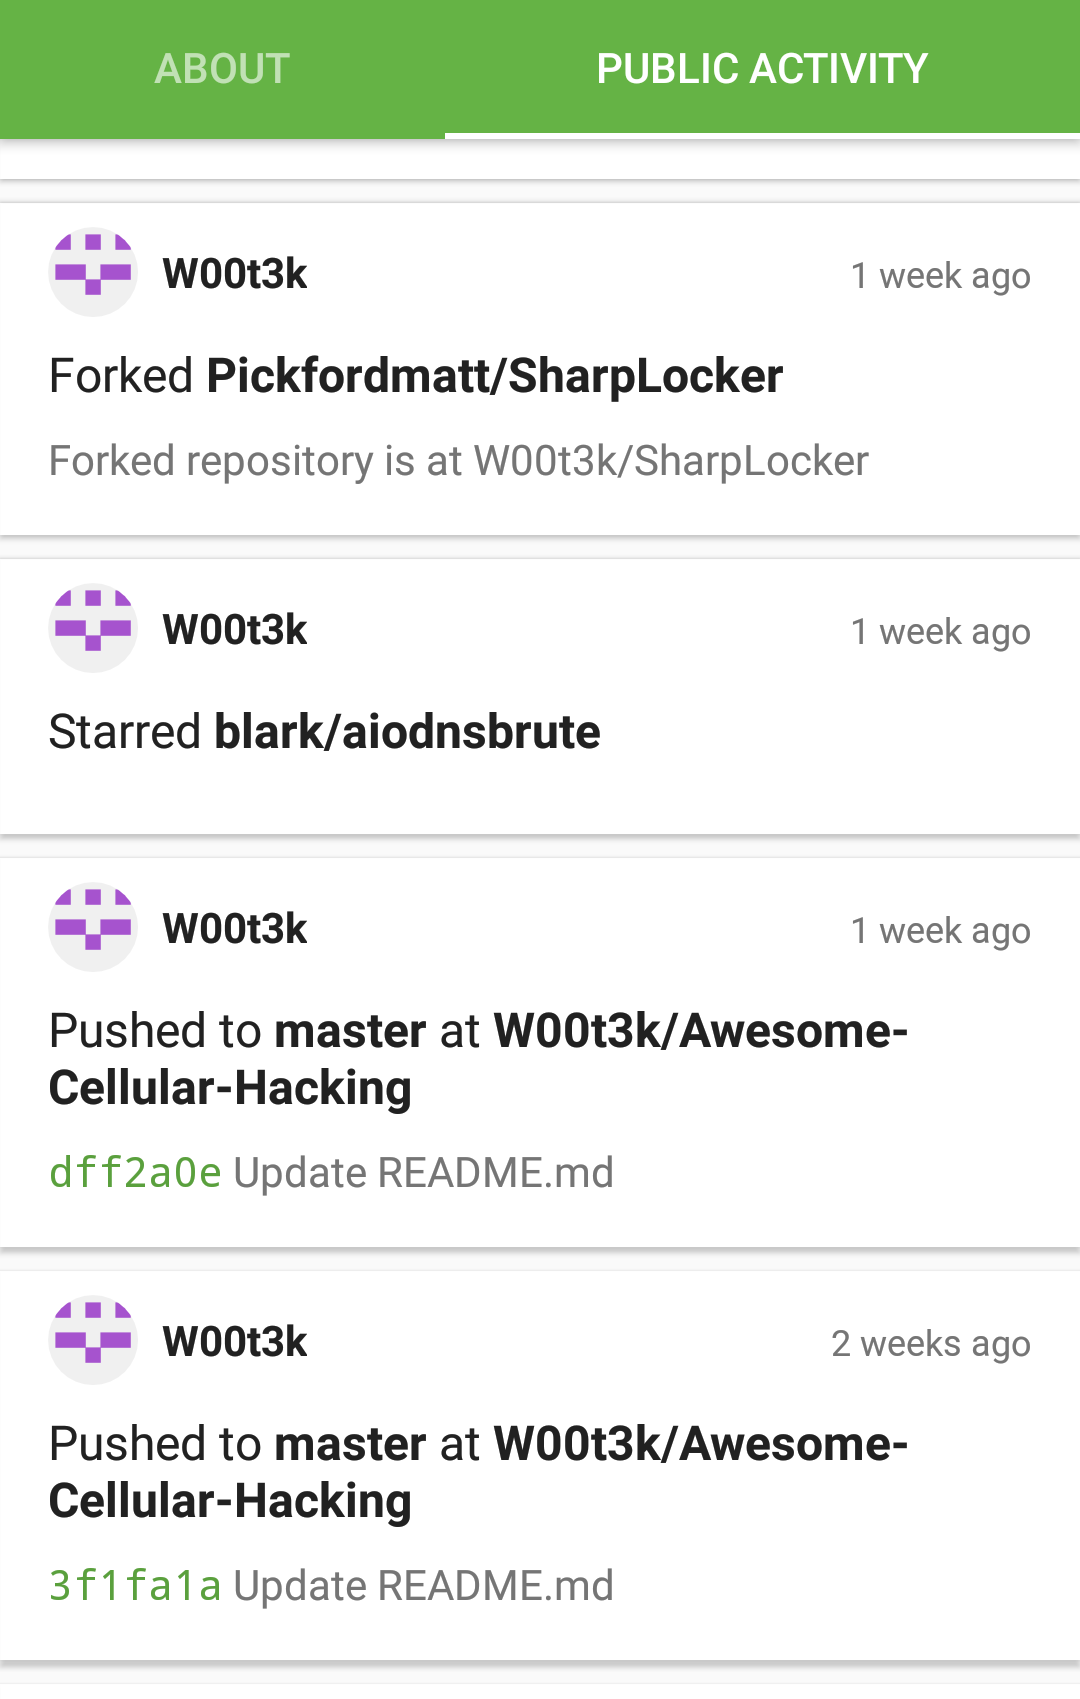 ABOUT
PUBLIC ACTIVITY
W00t3k
1 week ago
Forked Pickfordmatt/SharpLocker
Forked repository is at W00t3k/SharpLocker
W00t3k
1 week ago
Starred blark/aiodnsbrute
W00t3k
1 week ago
Pushed to master at W00t3k/Awesome-
Cellular-Hacking
dff2a0e Update README.md
W00t3k
2 weeks ago
Pushed to master at W00t3k/Awesome-
Cellular-Hacking
3f1fa1a Update README.md